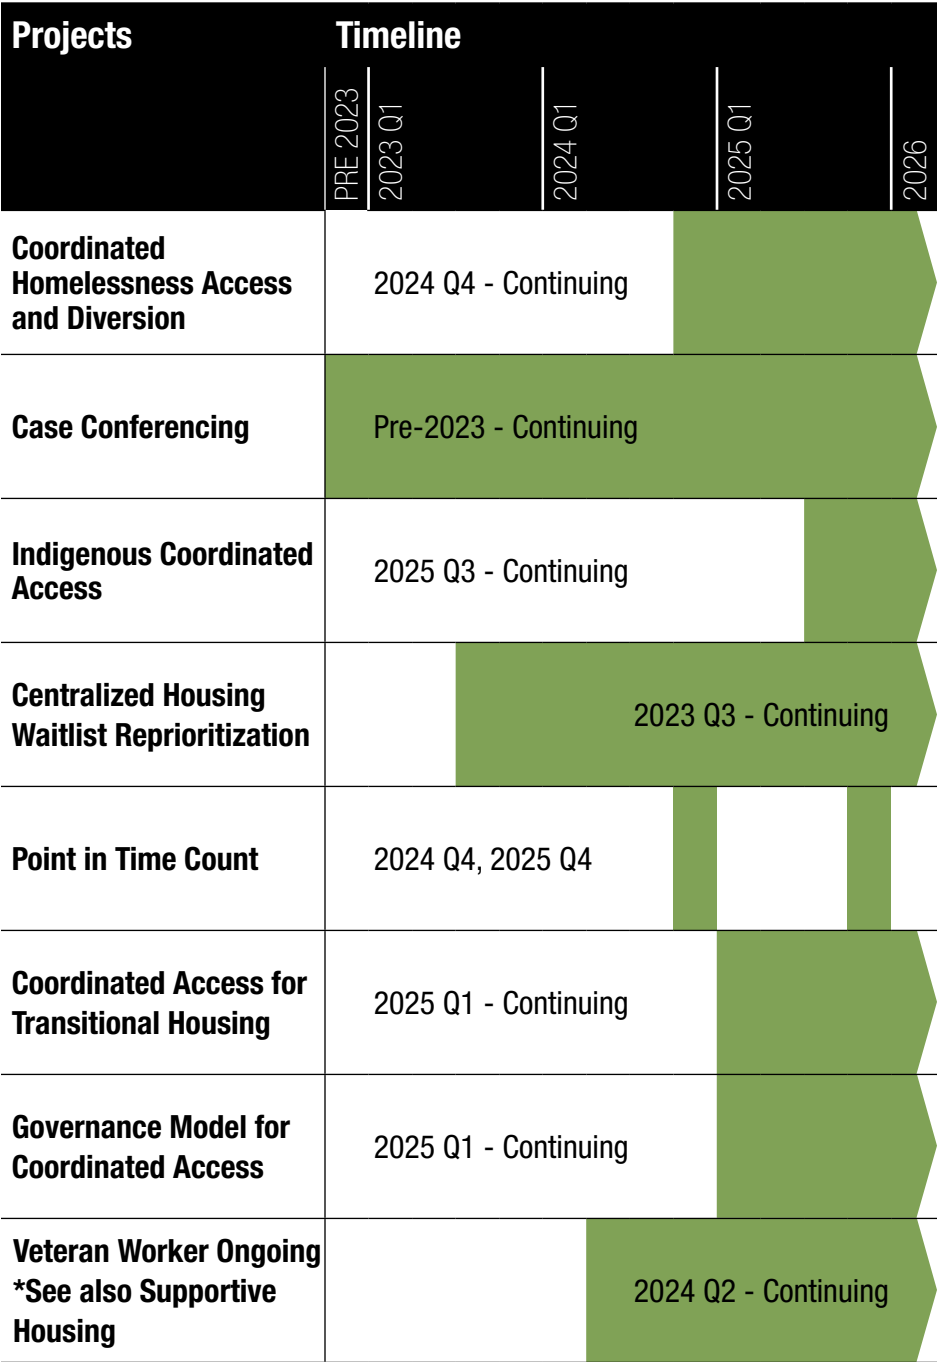 Projects
Timeline
PRE 2023
2023 Q1
2024 Q1
2025 Q1
2026
Coordinated
Homelessness Access
and Diversion
2024 Q4 - Continuing
Case Conferencing
Pre-2023 - Continuing
Indigenous Coordinated
Access
2025 Q3 - Continuing
Centralized Housing
Waitlist Reprioritization
2023 Q3 - Continuing
Point in Time Count
2024 Q4, 2025 Q4
Coordinated Access for
Transitional Housing
2025 Q1 - Continuing
Governance Model for
Coordinated Access
2025 Q1 - Continuing
Veteran Worker Ongoing
*See also Supportive
Housing
2024 Q2 - Continuing